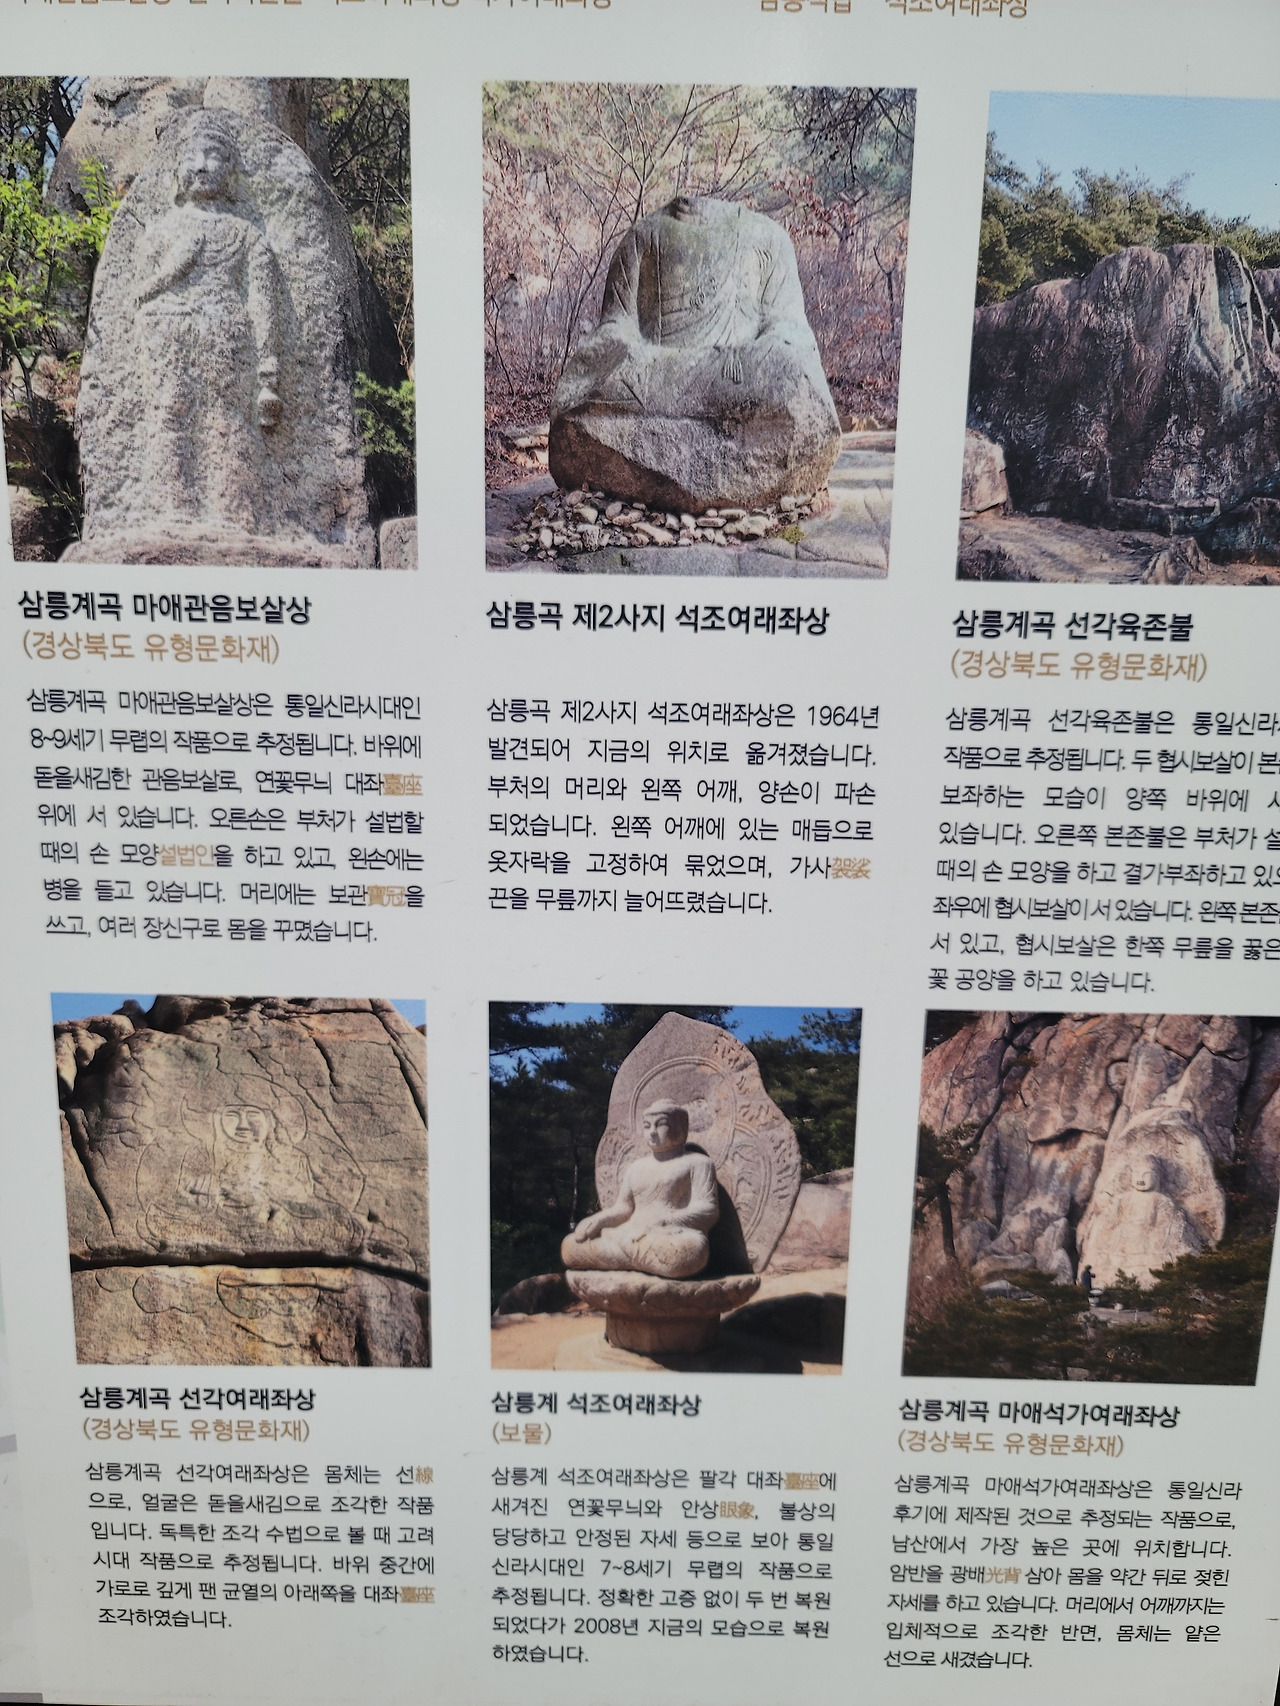 삼릉계곡 마애관음보살상
(경상북도 유형문화재)
삼릉계곡 마애관음보살상은 통일신라시대인
8~9세기 무렵의 작품으로 추정됩니다. 바위에
돋을새김한 관음보살로, 연꽃무늬 대좌臺座
위에 서 있습니다. 오른손은 부처가 설법할
때의 손 모양설법인을 하고 있고, 왼손에는
병을 들고 있습니다. 머리에는 보관寶冠을
쓰고, 여러 장신구로 몸을 꾸몄습니다.
삼릉곡 제2사지 석조여래좌상
삼릉곡 제2사지 석조여래좌상은 1964년
발견되어 지금의 위치로 옮겨졌습니다.
부처의 머리와 왼쪽 어깨, 양손이 파손
되었습니다. 왼쪽 어깨에 있는 매듭으로
옷자락을 고정하여 묶었으며, 가사袈裟
끈을 무릎까지 늘어뜨렸습니다.
삼릉계곡 선각육존불
(경상북도 유형문화재)
삼릉계곡 선각육존불은 통일신라
작품으로 추정됩니다. 두 협시보살이
보좌하는 모습이 양쪽 바위에
있습니다. 오른쪽 본존불은 부처가
때의 손 모양을 하고 결가부좌하고
좌우에 협시보살이 서 있습니다. 왼쪽
서 있고, 협시보살은 한쪽 무릎을 꿇은
꽃 공양을 하고 있습니다.
삼릉계곡 선각여래좌상
(경상북도 유형문화재)
삼릉계곡 선각여래좌상은 몸체는 선線
으로, 얼굴은 돋을새김으로 조각한 작품
입니다. 독특한 조각 수법으로 볼 때 고려
시대 작품으로 추정됩니다. 바위 중간에
가로로 깊게 팬 균열의 아래쪽을 대좌臺座
조각하였습니다.
삼릉계 석조여래좌상
(보물)
삼릉계 석조여래좌상은 팔각 대좌臺座에
새겨진 연꽃무늬와 안상眼象, 불상의
당당하고 안정된 자세 등으로 보아 통일
신라시대인 7~8세기 무렵의 작품으로
추정됩니다. 정확한 고증 없이 두 번 복원
되었다가 2008년 지금의 모습으로 복원
하였습니다.
삼릉계곡 마애석가여래좌상
(경상북도 유형문화재)
삼릉계곡 마애석가여래좌상은 통일신라
후기에 제작된 것으로 추정되는 작품으로,
남산에서 가장 높은 곳에 위치합니다.
암반을 광배光背 삼아 몸을 약간 뒤로 젖힌
자세를 하고 있습니다. 머리에서 어깨까지는
입체적으로 조각한 반면, 몸체는 얕은
선으로 새겼습니다.